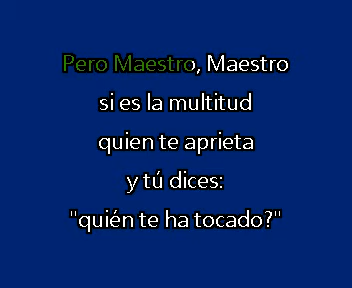 Pero Maestro, Maestro
si es la multitud
quien te aprieta
y tú dices:
"quién te ha tocado?"